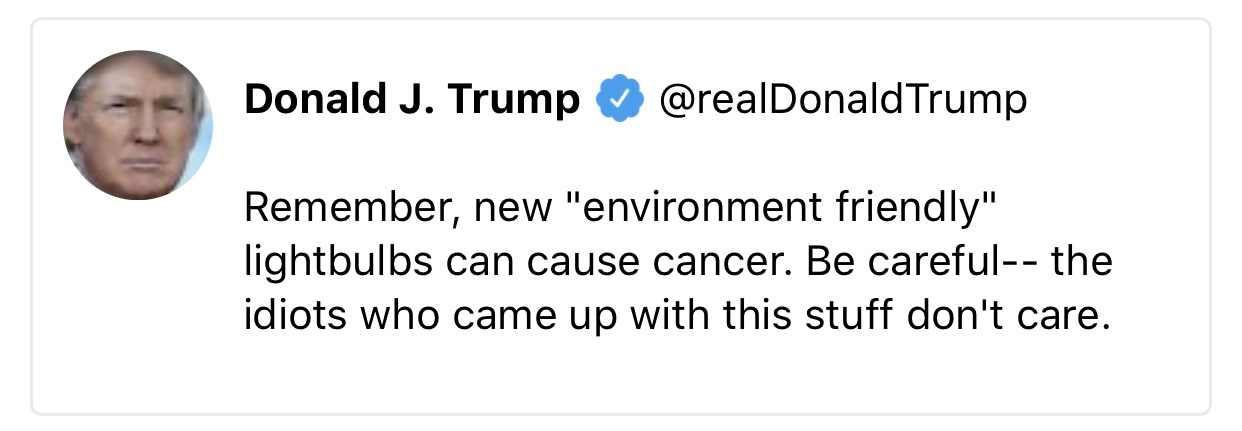 Donald J. Trump @realDonaldTrump
Remember, new "environment friendly"
lightbulbs can cause cancer. Be careful-- the
idiots who came up with this stuff don't care.